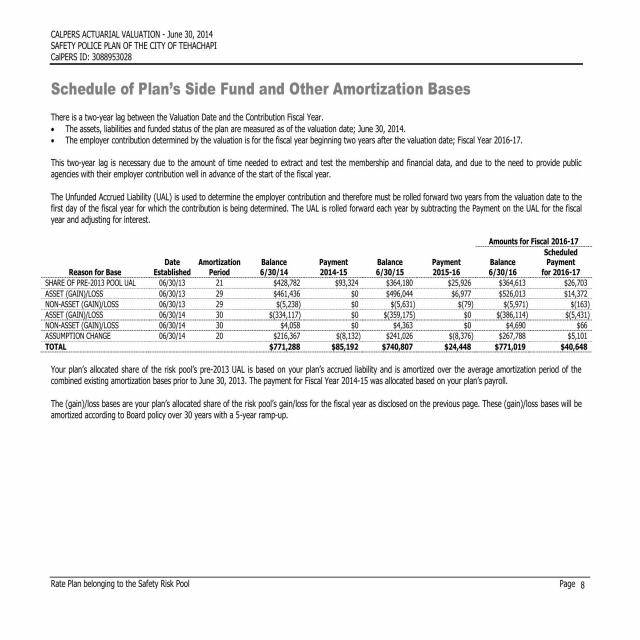 CALPERS ACTUARIAL VALUATION - June 30, 2014
SAFETY POLICE PLAN OF THE CITY OF TEHACHAPI
CalPERS ID: 3088953028
Schedule of Plan's Side Fund and Other Amortization Bases
There is a two-year lag between the Valuation Date and the Contribution Fiscal Year.
• The assets, liabilities and funded status of the plan are measured as of the valuation date; June 30, 2014.
• The employer contribution determined by the valuation is for the fiscal year beginning two years after the valuation date; Fiscal Year 2016-17.
This two-year lag is necessary due to the amount of time needed to extract and test the membership and financial data, and due to the need to provide public
agencies with their employer contribution well in advance of the start of the fiscal year.
The Unfunded Accrued Liability (UAL) is used to determine the employer contribution and therefore must be rolled forward two years from the valuation date to the
first day of the fiscal year for which the contribution is being determined. The UAL is rolled forward each year by subtracting the Payment on the UAL for the fiscal
year and adjusting for interest.
Amounts for Fiscal 2016-17
Scheduled
Date Amortization Balance Payment Balance Payment Balance Payment
Reason for Base Established Period 6/30/14 2014-15 6/30/15 2015-16 6/30/16 for 2016-17
SHARE OF PRE-2013 POOL UAL 06/30/13 21 $428,782 $93,324 $364,180 $25,926 $364,613 $26,703
ASSET (GAIN)/LOSS 06/30/13 29 $461,436 $0 $496,044 $6,977 $526,013 $14,372
NON-ASSET (GAIN)/LOSS 06/30/13 29 $(5,238) $0 $(5,631) $(79) $(5,971) $(163)
ASSET (GAIN)/LOSS 06/30/14 30 $(334,117) $0 $(359,175) $0 $(386,114) $(5,431)
NON-ASSET (GAIN)/LOSS 06/30/14 30 $4,058 $0 $4,363 $0 $4,690 $66
ASSUMPTION CHANGE 06/30/14 20 $216,367 $(8,132) $241,026 $(8,376) $267,788 $5,101
TOTAL $771,288 $85,192 $740,807 $24,448 $771,019 $40,648
Your plan's allocated share of the risk pool's pre-2013 UAL is based on your plan's accrued liability and is amortized over the average amortization period of the
combined existing amortization bases prior to June 30, 2013. The payment for Fiscal Year 2014-15 was allocated based on your plan's payroll.
The (gain)/loss bases are your plan's allocated share of the risk pool's gain/loss for the fiscal year as disclosed on the previous page. These (gain)/loss bases will be
amortized according to Board policy over 30 years with a 5-year ramp-up.
Rate Plan belonging to the Safety Risk Pool Page 8